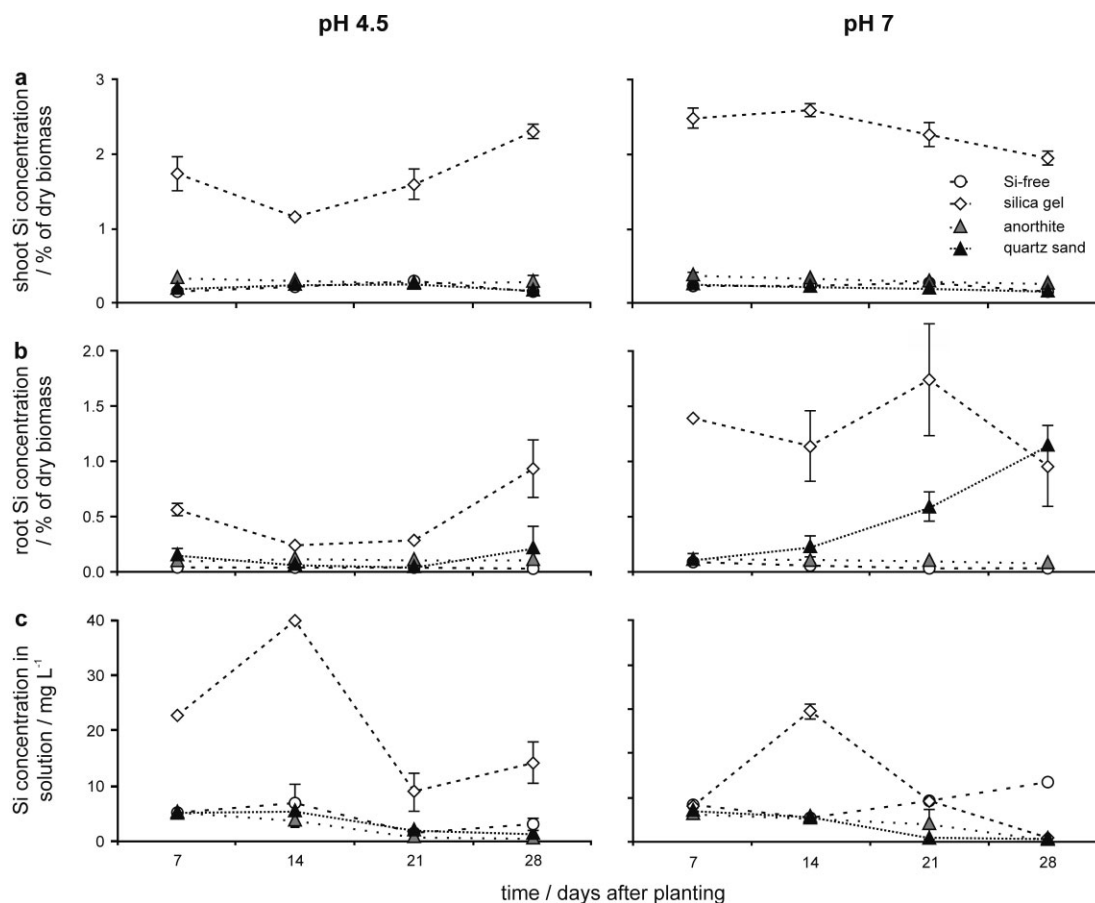 pH 4.5
pH 7
a
3
2
1
0
shoot Si concentration
/ % of dry biomass
Si-free
silica gel
anorthite
quartz sand
b
2.0
1.5
1.0
0.5
0.0
root Si concentration
/ % of dry biomass
c
40
30
20
10
0
Si concentration in
solution / mg L⁻¹
7 14 21 28
7 14 21 28
time / days after planting